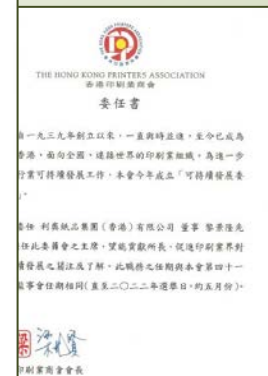 THE HONG KONG PRINTERS ASSOCIATION
香港印刷業商會
委任書
自一九三九年創立以來，一直與時並進，至今已成為
香港、面向全國、連接世界的印刷業組織，為進一步
行業可持續發展工作，本會今年成立「可持續發展委
」。
委任 利奧紙品集團（香港）有限公司 董事 黎景隆先
任此委員會之主席，望能貢獻所長，促進印刷業界對
續發展之關注及了解。此職務之任期與本會第四十一
監事會任期相同（直至二〇二二年選舉日，約五月份）。
印刷業商會會長